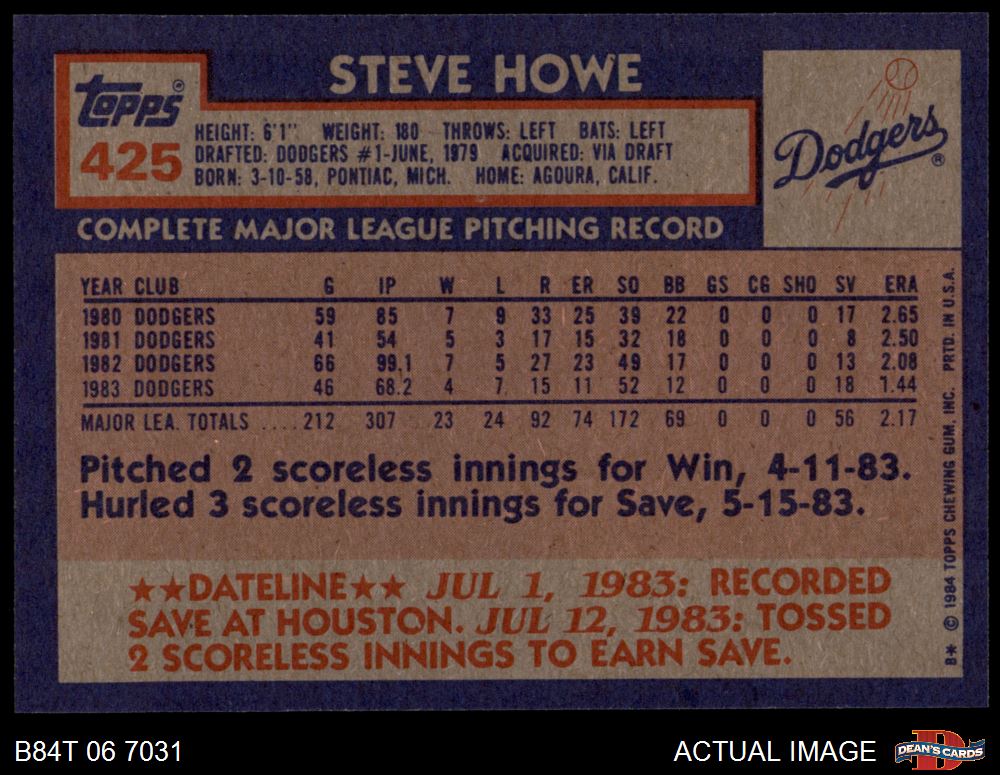 STEVE HOWE
topps®
425
HEIGHT: 6'1" WEIGHT: 180 THROWS: LEFT BATS: LEFT
DRAFTED: DODGERS #1-JUNE, 1979 ACQUIRED: VIA DRAFT
BORN: 3-10-58, PONTIAC, MICH. HOME: AGOURA, CALIF.
Dodgers®
COMPLETE MAJOR LEAGUE PITCHING RECORD
YEAR CLUB G IP W L R ER SO BB GS CG SHO SV ERA
1980 DODGERS 59 85 7 9 33 25 39 22 0 0 0 17 2.65
1981 DODGERS 41 54 5 3 17 15 32 18 0 0 0 8 2.50
1982 DODGERS 66 99.1 7 5 27 23 49 17 0 0 0 13 2.08
1983 DODGERS 46 68.2 4 7 15 11 52 12 0 0 0 18 1.44
MAJOR LEA. TOTALS .... 212 307 23 24 92 74 172 69 0 0 0 56 2.17
Pitched 2 scoreless innings for Win, 4-11-83.
Hurled 3 scoreless innings for Save, 5-15-83.
★★DATELINE★★ JUL 1, 1983: RECORDED
SAVE AT HOUSTON. JUL 12, 1983: TOSSED
2 SCORELESS INNINGS TO EARN SAVE.
B* © 1984 TOPPS CHEWING GUM, INC. PRTD. IN U.S.A.
B84T 06 7031
ACTUAL IMAGE
D
DEAN'S CARDS